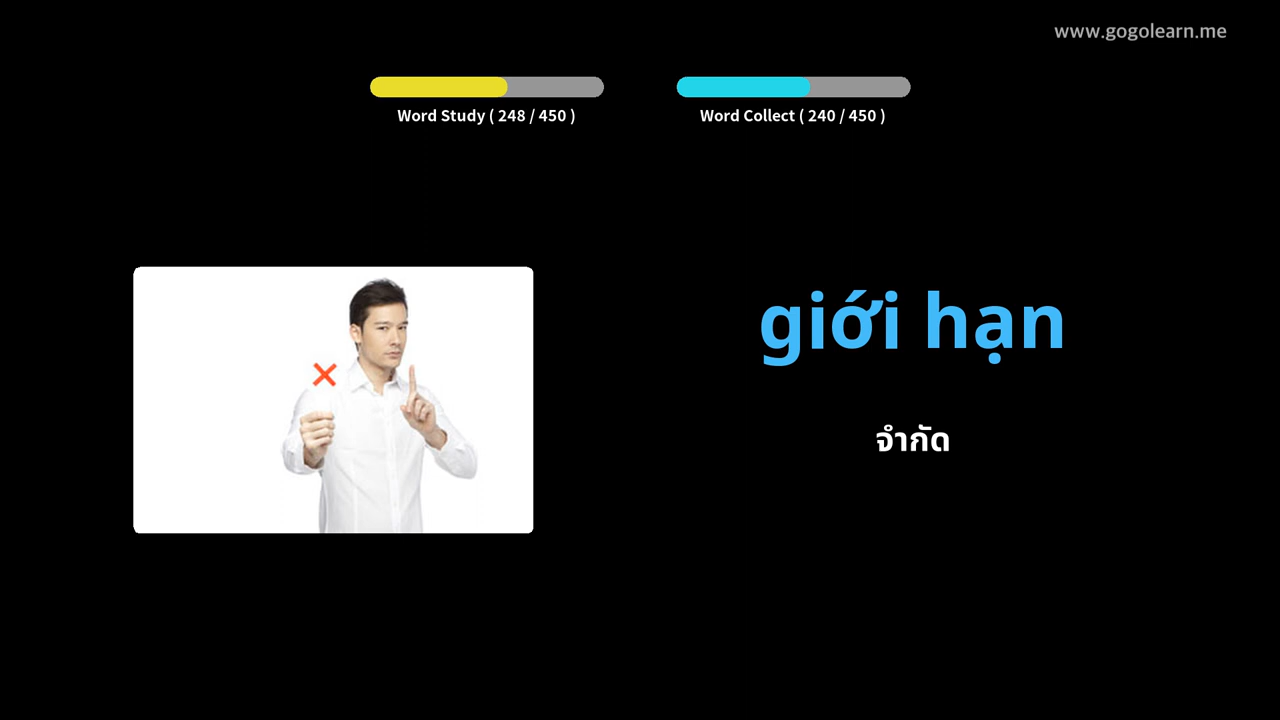 www.gogolearn.me
Word Study ( 248 / 450 )
Word Collect ( 240 / 450 )
giới hạn
จำกัด